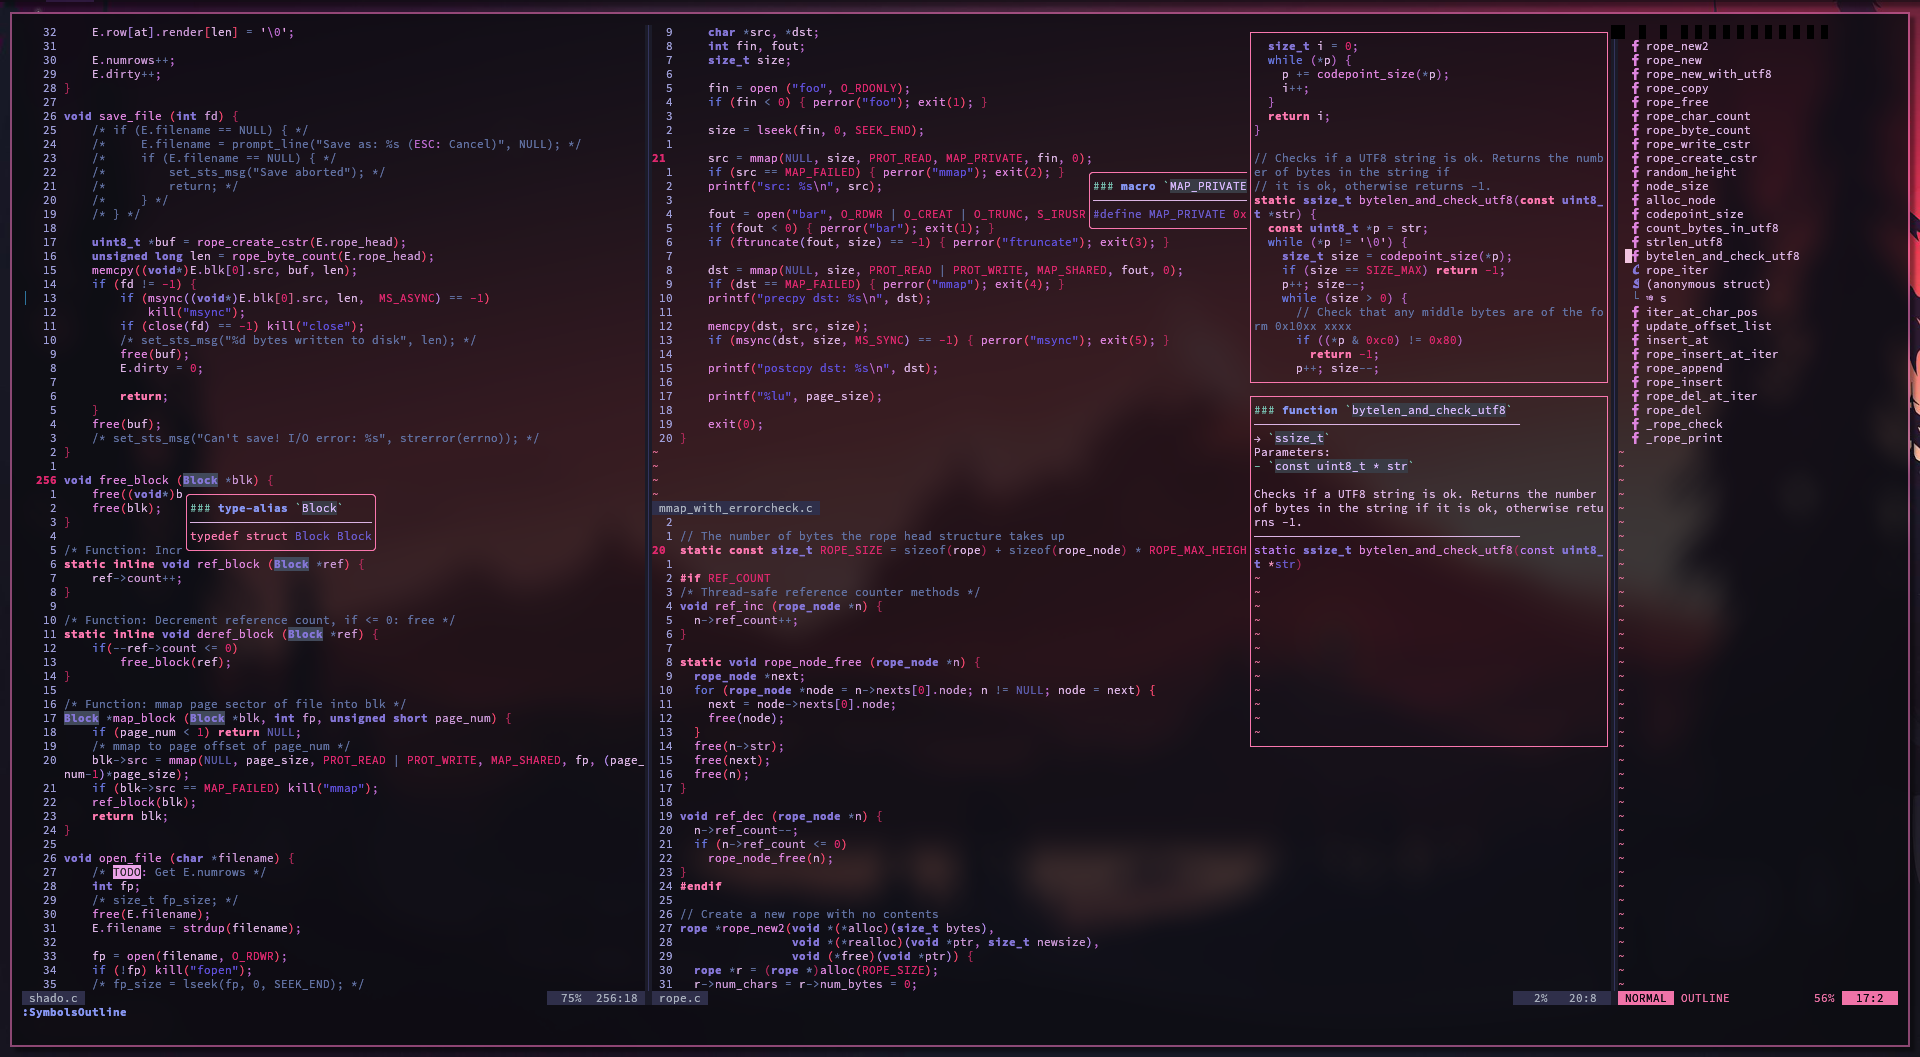 32     E.row[at].render[len] = '\0';
31
30     E.numrows++;
29     E.dirty++;
28 }
27
26 void save_file (int fd) {
25     /* if (E.filename == NULL) { */
24     /*     E.filename = prompt_line("Save as: %s (ESC: Cancel)", NULL); */
23     /*     if (E.filename == NULL) { */
22     /*         set_sts_msg("Save aborted"); */
21     /*         return; */
20     /*     } */
19     /* } */
18
17     uint8_t *buf = rope_create_cstr(E.rope_head);
16     unsigned long len = rope_byte_count(E.rope_head);
15     memcpy((void*)E.blk[0].src, buf, len);
14     if (fd != -1) {
13         if (msync((void*)E.blk[0].src, len,  MS_ASYNC) == -1)
12             kill("msync");
11         if (close(fd) == -1) kill("close");
10         /* set_sts_msg("%d bytes written to disk", len); */
9         free(buf);
8         E.dirty = 0;
7
6         return;
5     }
4     free(buf);
3     /* set_sts_msg("Can't save! I/O error: %s", strerror(errno)); */
2 }
1
256 void free_block (Block *blk) {
1     free((void*)b
2     free(blk);
3 }
4
### type-alias `Block`
typedef struct Block Block
5 /* Function: Incr
6 static inline void ref_block (Block *ref) {
7     ref->count++;
8 }
9
10 /* Function: Decrement reference count, if <= 0: free */
11 static inline void deref_block (Block *ref) {
12     if(--ref->count <= 0)
13         free_block(ref);
14 }
15
16 /* Function: mmap page sector of file into blk */
17 Block *map_block (Block *blk, int fp, unsigned short page_num) {
18     if (page_num < 1) return NULL;
19     /* mmap to page offset of page_num */
20     blk->src = mmap(NULL, page_size, PROT_READ | PROT_WRITE, MAP_SHARED, fp, (page_
num-1)*page_size);
21     if (blk->src == MAP_FAILED) kill("mmap");
22     ref_block(blk);
23     return blk;
24 }
25
26 void open_file (char *filename) {
27     /* TODO: Get E.numrows */
28     int fp;
29     /* size_t fp_size; */
30     free(E.filename);
31     E.filename = strdup(filename);
32
33     fp = open(filename, O_RDWR);
34     if (!fp) kill("fopen");
35     /* fp_size = lseek(fp, 0, SEEK_END); */
shado.c 75% 256:18
:SymbolsOutline
9     char *src, *dst;
8     int fin, fout;
7     size_t size;
6
5     fin = open ("foo", O_RDONLY);
4     if (fin < 0) { perror("foo"); exit(1); }
3
2     size = lseek(fin, 0, SEEK_END);
1
21     src = mmap(NULL, size, PROT_READ, MAP_PRIVATE, fin, 0);
1     if (src == MAP_FAILED) { perror("mmap"); exit(2); }
2     printf("src: %s\n", src);
3
4     fout = open("bar", O_RDWR | O_CREAT | O_TRUNC, S_IRUSR
5     if (fout < 0) { perror("bar"); exit(1); }
6     if (ftruncate(fout, size) == -1) { perror("ftruncate"); exit(3); }
7
8     dst = mmap(NULL, size, PROT_READ | PROT_WRITE, MAP_SHARED, fout, 0);
9     if (dst == MAP_FAILED) { perror("mmap"); exit(4); }
10     printf("precpy dst: %s\n", dst);
11
12     memcpy(dst, src, size);
13     if (msync(dst, size, MS_SYNC) == -1) { perror("msync"); exit(5); }
14
15     printf("postcpy dst: %s\n", dst);
16
17     printf("%lu", page_size);
18
19     exit(0);
20 }
~
~
~
~
### macro `MAP_PRIVATE
#define MAP_PRIVATE 0x
mmap_with_errorcheck.c
2
1 // The number of bytes the rope head structure takes up
20 static const size_t ROPE_SIZE = sizeof(rope) + sizeof(rope_node) * ROPE_MAX_HEIGH
1
2 #if REF_COUNT
3 /* Thread-safe reference counter methods */
4 void ref_inc (rope_node *n) {
5   n->ref_count++;
6 }
7
8 static void rope_node_free (rope_node *n) {
9   rope_node *next;
10   for (rope_node *node = n->nexts[0].node; n != NULL; node = next) {
11     next = node->nexts[0].node;
12     free(node);
13   }
14   free(n->str);
15   free(next);
16   free(n);
17 }
18
19 void ref_dec (rope_node *n) {
20   n->ref_count--;
21   if (n->ref_count <= 0)
22     rope_node_free(n);
23 }
24 #endif
25
26 // Create a new rope with no contents
27 rope *rope_new2(void *(*alloc)(size_t bytes),
28                 void *(*realloc)(void *ptr, size_t newsize),
29                 void (*free)(void *ptr)) {
30   rope *r = (rope *)alloc(ROPE_SIZE);
31   r->num_chars = r->num_bytes = 0;
rope.c 2% 20:8
  size_t i = 0;
  while (*p) {
    p += codepoint_size(*p);
    i++;
  }
  return i;
}

// Checks if a UTF8 string is ok. Returns the numb
er of bytes in the string if
// it is ok, otherwise returns -1.
static ssize_t bytelen_and_check_utf8(const uint8_
t *str) {
  const uint8_t *p = str;
  while (*p != '\0') {
    size_t size = codepoint_size(*p);
    if (size == SIZE_MAX) return -1;
    p++; size--;
    while (size > 0) {
      // Check that any middle bytes are of the fo
rm 0x10xx xxxx
      if ((*p & 0xc0) != 0x80)
        return -1;
      p++; size--;
### function `bytelen_and_check_utf8`
→ `ssize_t`
Parameters:
- `const uint8_t * str`

Checks if a UTF8 string is ok. Returns the number
of bytes in the string if it is ok, otherwise retu
rns -1.
static ssize_t bytelen_and_check_utf8(const uint8_
t *str)
~
~
~
~
~
~
~
~
~
~
~
~
f rope_new2
f rope_new
f rope_new_with_utf8
f rope_copy
f rope_free
f rope_char_count
f rope_byte_count
f rope_write_cstr
f rope_create_cstr
f random_height
f node_size
f alloc_node
f codepoint_size
f count_bytes_in_utf8
f strlen_utf8
f bytelen_and_check_utf8
rope_iter
(anonymous struct)
s
f iter_at_char_pos
f update_offset_list
f insert_at
f rope_insert_at_iter
f rope_append
f rope_insert
f rope_del_at_iter
f rope_del
f _rope_check
f _rope_print
NORMAL OUTLINE 56% 17:2